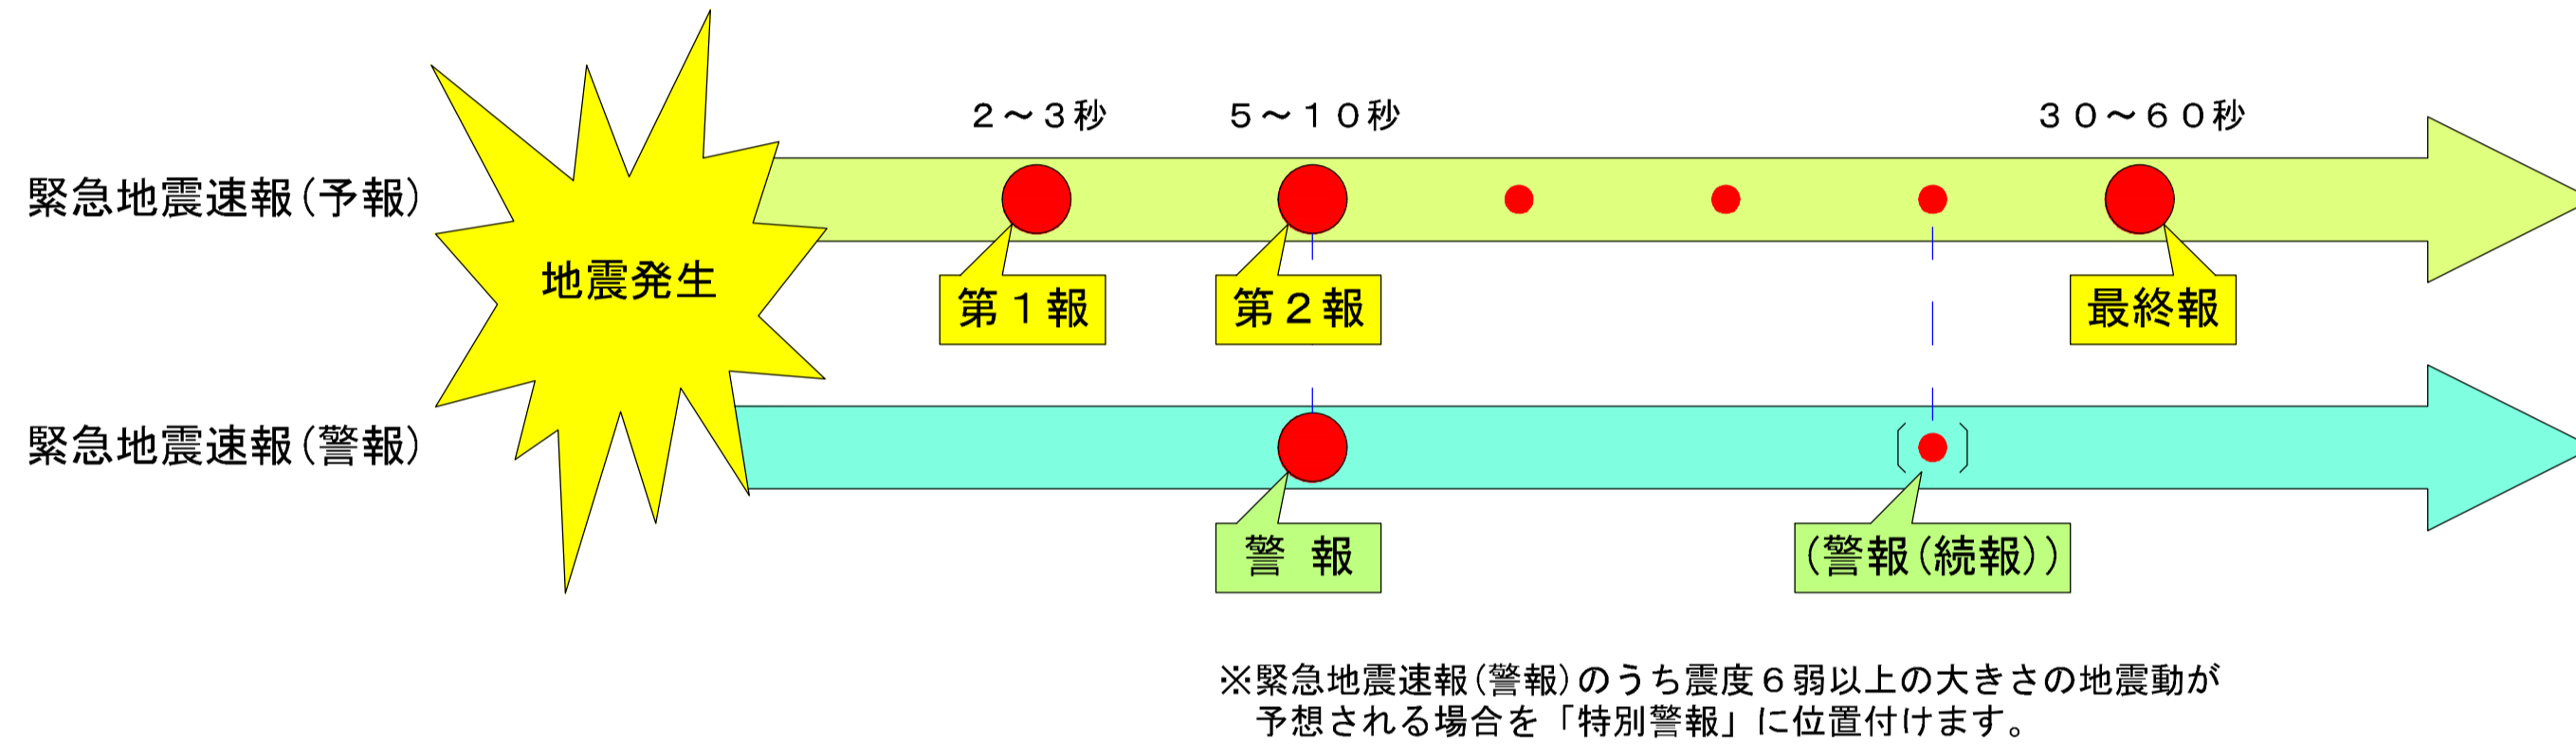 ２～３秒
５～１０秒
３０～６０秒
緊急地震速報(予報)
地震発生
第１報
第２報
最終報
緊急地震速報(警報)
警 報
(警報(続報))
※緊急地震速報(警報)のうち震度６弱以上の大きさの地震動が
予想される場合を「特別警報」に位置付けます。